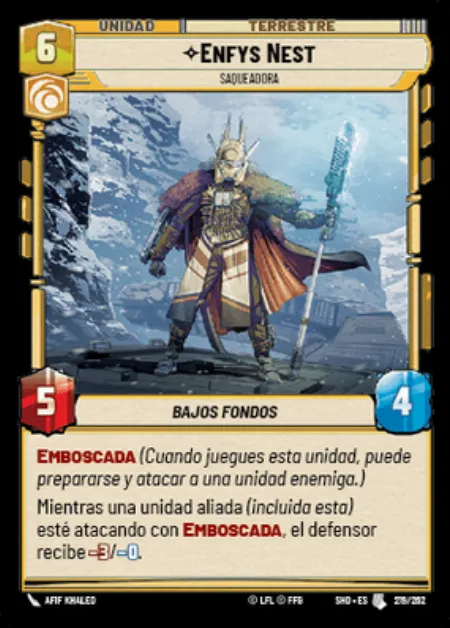 UNIDAD TERRESTRE
6
✧ENFYS NEST
SAQUEADORA
5
BAJOS FONDOS
4
EMBOSCADA (Cuando juegues esta unidad, puede
prepararse y atacar a una unidad enemiga.)
Mientras una unidad aliada (incluida esta)
esté atacando con EMBOSCADA, el defensor
recibe -3/-0.
AFIF KHALED
© LFL © FFG
SHD • ES
219/262